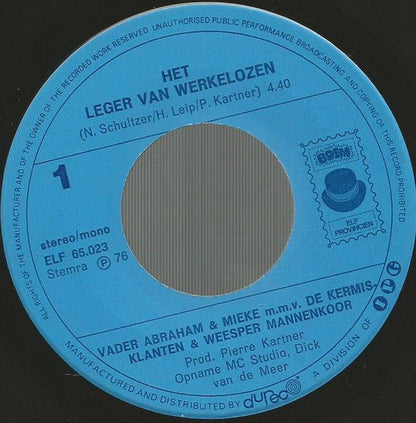 ALL RIGHTS OF THE MANUFACTURER AND OF THE OWNER OF THE RECORDED WORK RESERVED UNAUTHORISED PUBLIC PERFORMANCE BROADCASTING AND COPYING OF THIS RECORD PROHIBITED
HET
LEGER VAN WERKELOZEN
(N. Schultzer/H. Leip/P. Kartner) 4.40
1
ELF
PROVINCIEN
stereo/mono
ELF 65.023
Stemra Ⓟ 76
VADER ABRAHAM & MIEKE m.m.v. DE KERMIS-
KLANTEN & WEESPER MANNENKOOR
Prod. Pierre Kartner
Opname MC Studio, Dick
van de Meer
MANUFACTURED AND DISTRIBUTED BY dureco A DIVISION OF